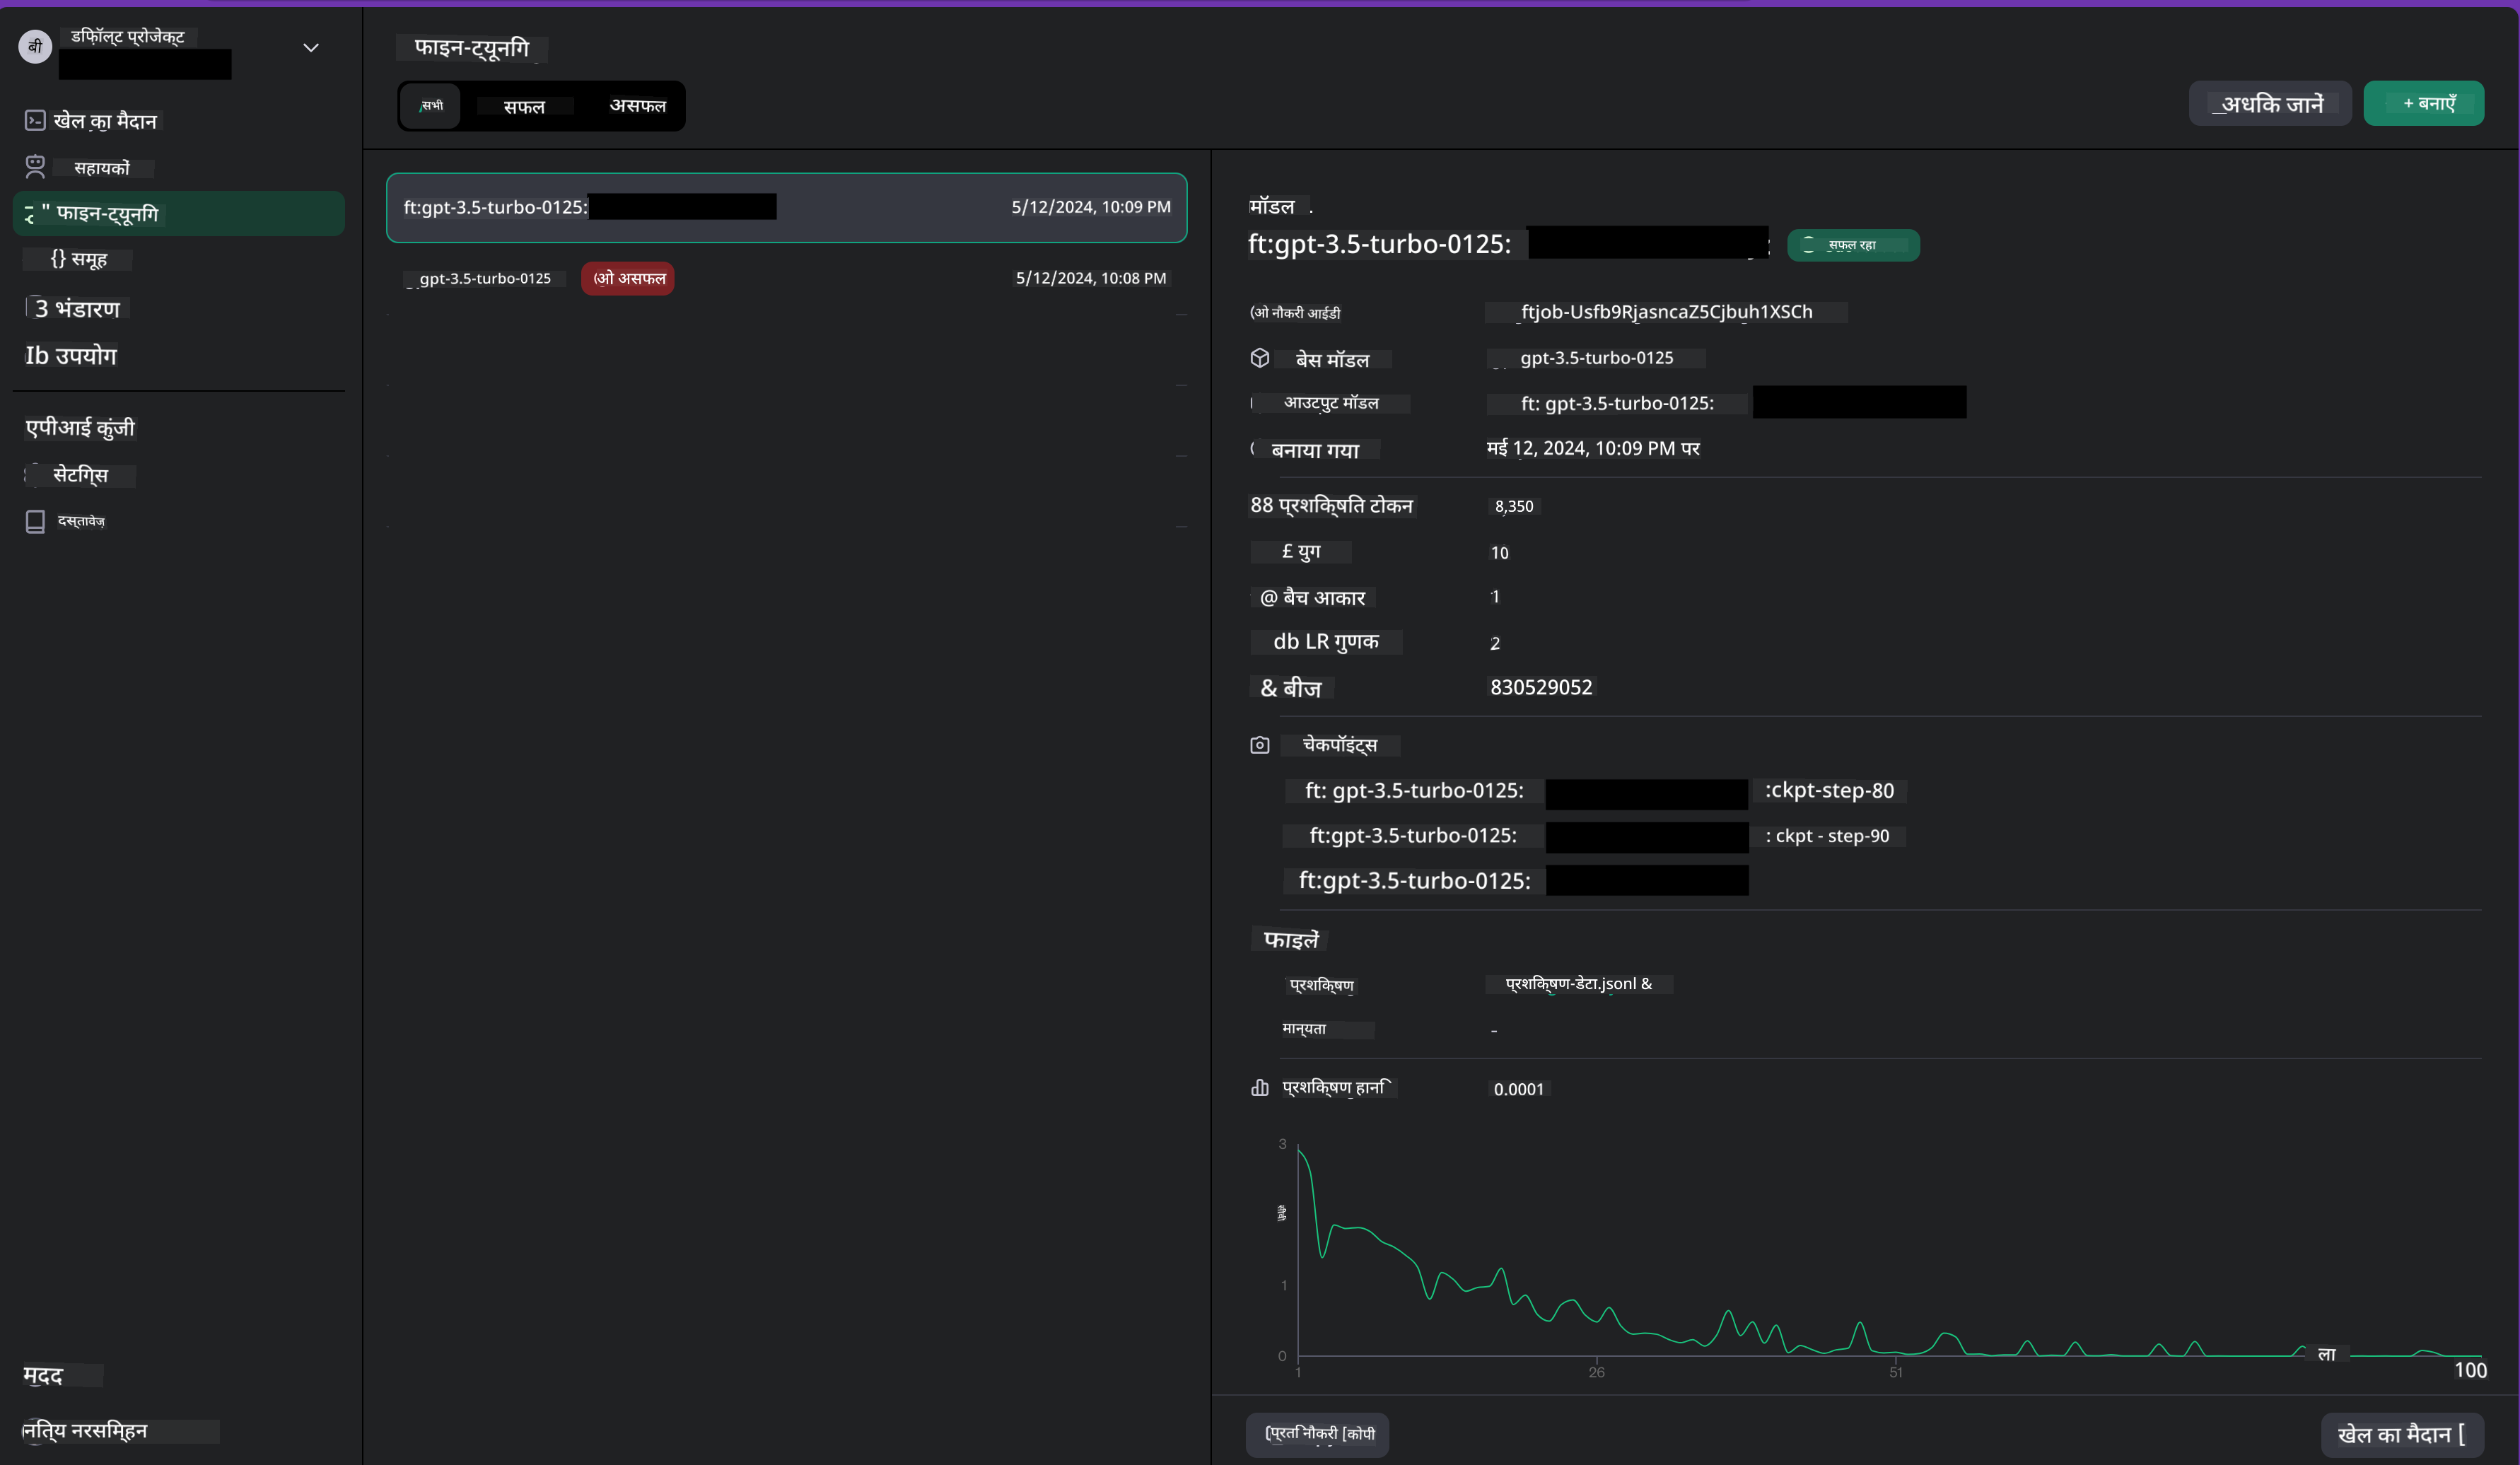 बी
डिफ़ॉल्ट प्रोजेक्ट
खेल का मैदान
सहायकों
" फाइन-ट्यूनिंग
{} समूह
3 भंडारण
Ib उपयोग
एपीआई कुंजी
सेटिंग्स
दस्तावेज़
मदद
नित्य नरसिम्हन
फाइन-ट्यूनिंग
सभी
सफल
असफल
अधिक जानें
+ बनाएँ
ft:gpt-3.5-turbo-0125:
5/12/2024, 10:09 PM
gpt-3.5-turbo-0125
(ओ असफल
5/12/2024, 10:08 PM
मॉडल
ft:gpt-3.5-turbo-0125:
सफल रहा
(ओ नौकरी आईडी
ftjob-Usfb9RjasncaZ5Cjbuh1XSCh
बेस मॉडल
gpt-3.5-turbo-0125
आउटपुट मॉडल
ft: gpt-3.5-turbo-0125:
बनाया गया
मई 12, 2024, 10:09 PM पर
88 प्रशिक्षित टोकन
8,350
£ युग
10
@ बैच आकार
1
db LR गुणक
2
& बीज
830529052
चेकपॉइंट्स
ft: gpt-3.5-turbo-0125:
:ckpt-step-80
ft:gpt-3.5-turbo-0125:
: ckpt - step-90
ft:gpt-3.5-turbo-0125:
फाइलें
प्रशिक्षण
प्रशिक्षण-डेटा.jsonl &
मान्यता
-
प्रशिक्षण हानि
0.0001
3
1
0
1
26
51
ला
100
(प्रति नौकरी [कोपी
खेल का मैदान [